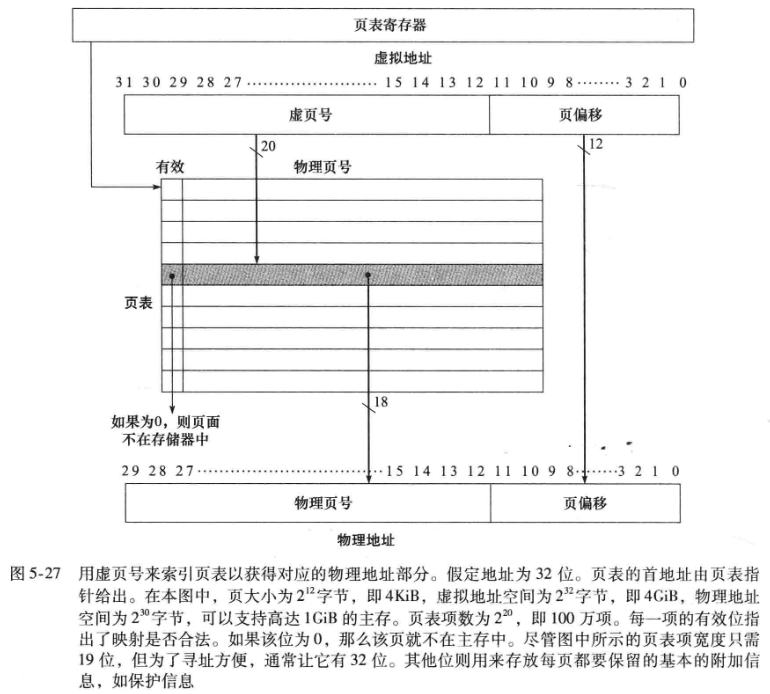 页表寄存器
虚拟地址
31 30 29 28 27 ······················· 15 14 13 12 11 10 9 8 ········ 3 2 1 0
虚页号 页偏移
20 12
有效 物理页号
页表
18
如果为0，则页面
不在存储器中
29 28 27 ································· 15 14 13 12 11 10 9 8 ········ 3 2 1 0
物理页号 页偏移
物理地址
图 5-27 用虚页号来索引页表以获得对应的物理地址部分。假定地址为 32 位。页表的首地址由页表指
针给出。在本图中，页大小为 2¹² 字节，即 4KiB，虚拟地址空间为 2³² 字节，即 4GiB，物理地址
空间为 2³⁰ 字节，可以支持高达 1GiB 的主存。页表项数为 2²⁰，即 100 万项。每一项的有效位指
出了映射是否合法。如果该位为 0，那么该页就不在主存中。尽管图中所示的页表项宽度只需
19 位，但为了寻址方便，通常让它有 32 位。其他位则用来存放每页都要保留的基本的附加信
息，如保护信息